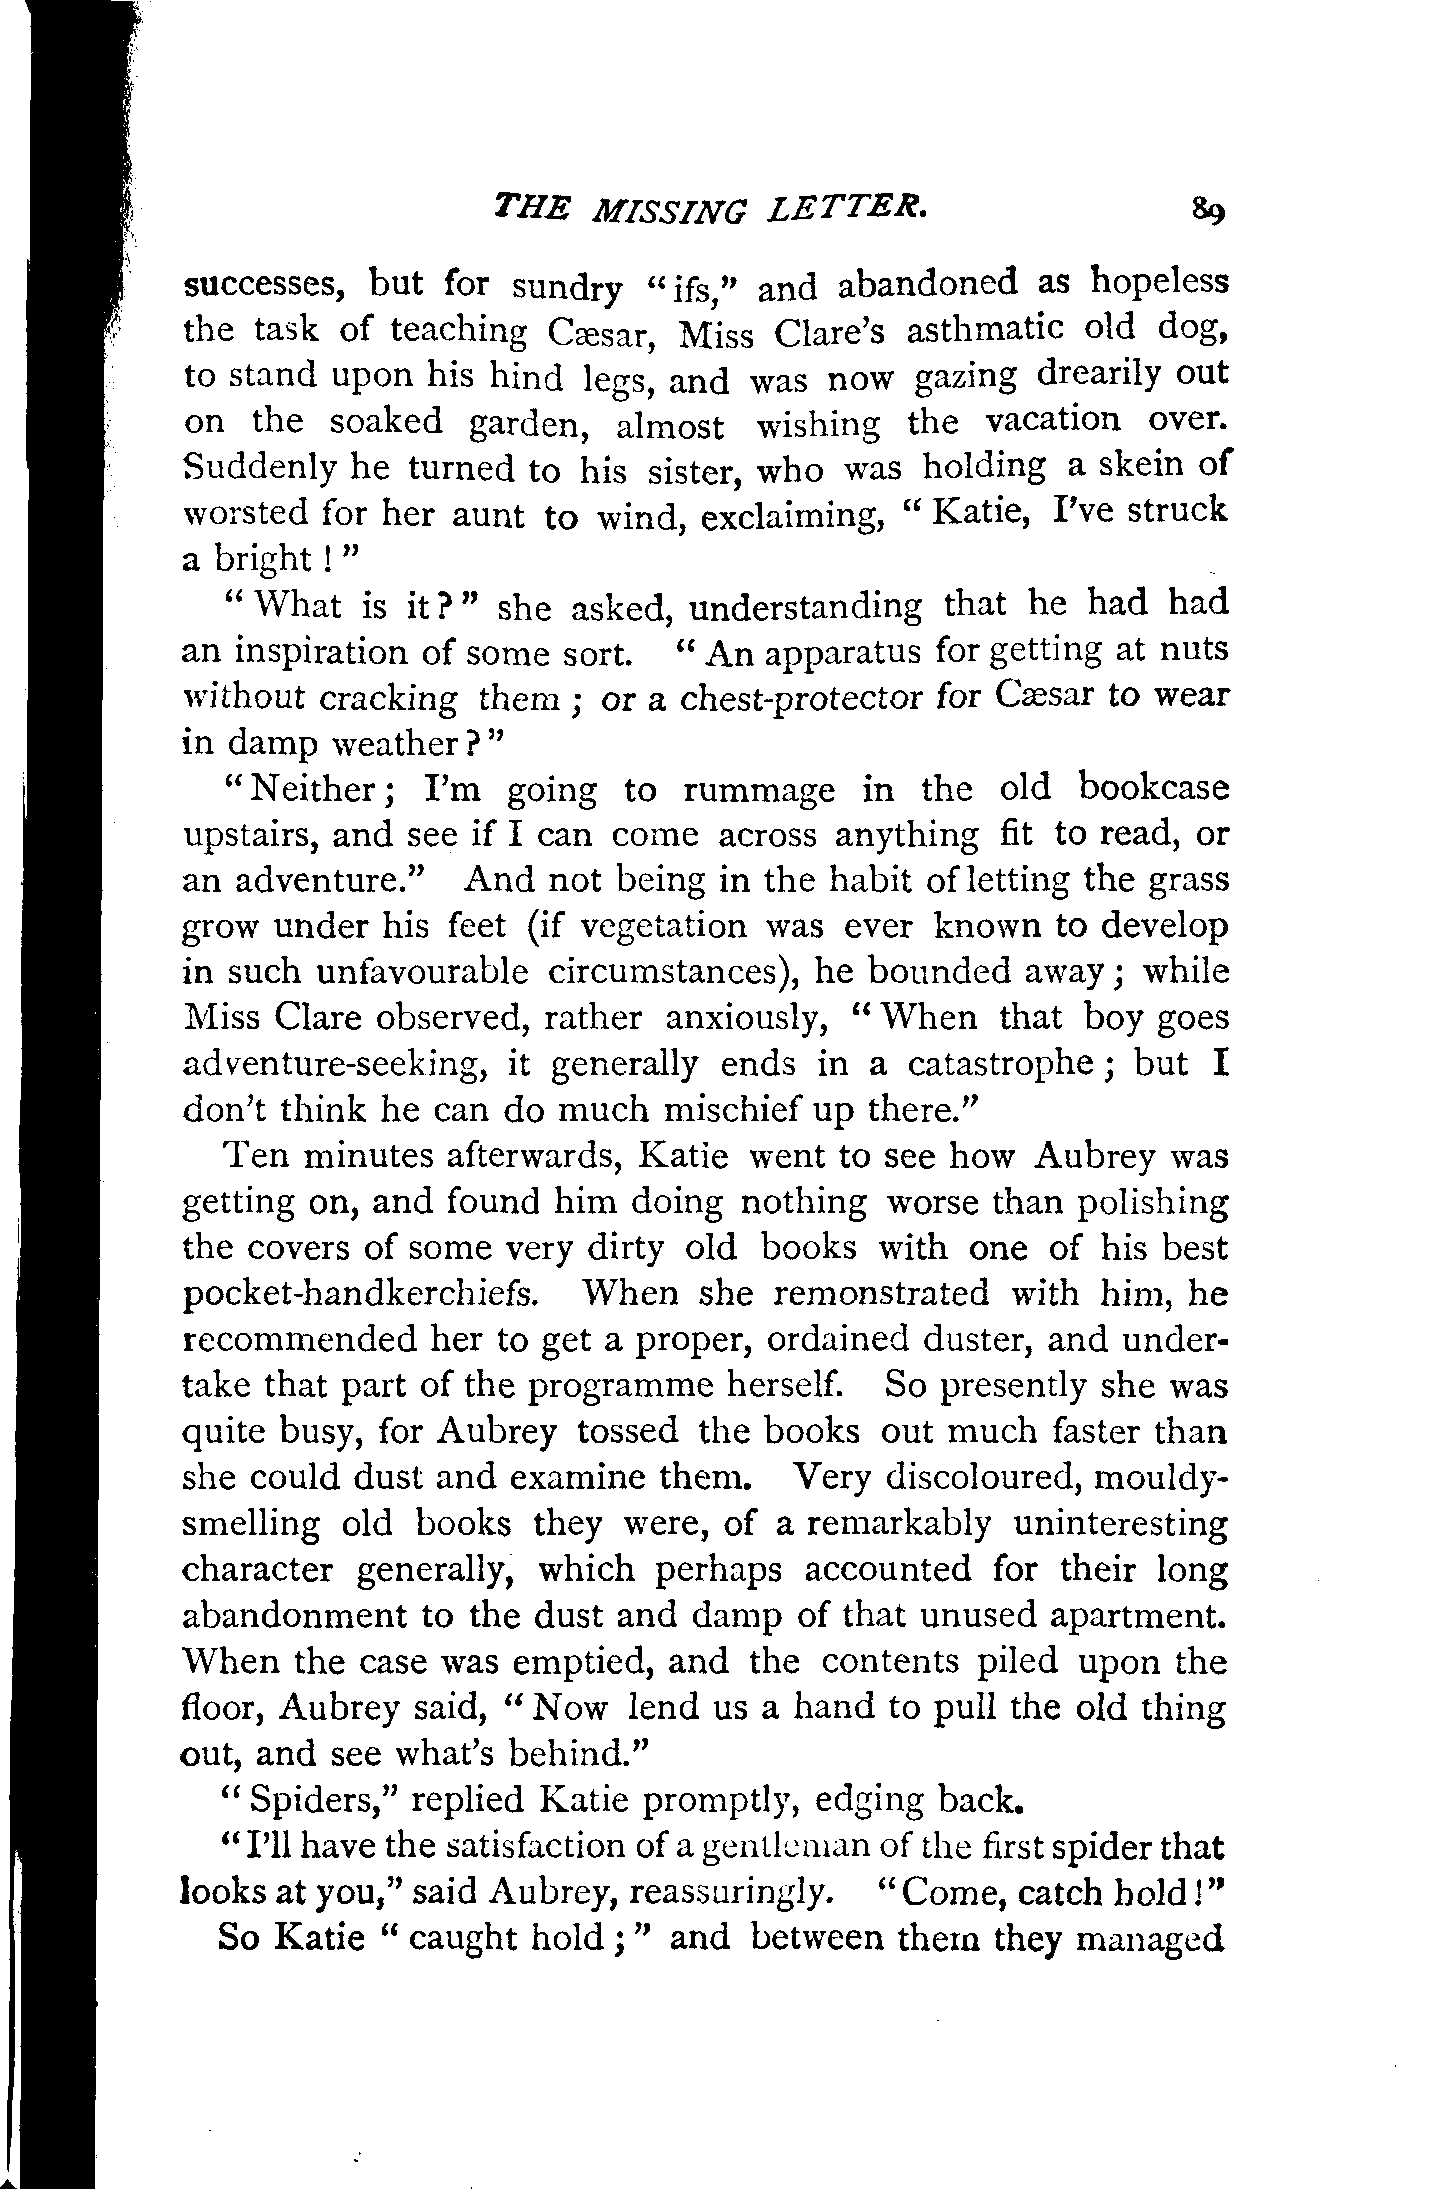 THE MISSING LETTER. 89
successes, but for sundry “ifs,” and abandoned as hopeless
the task of teaching Cæsar, Miss Clare’s asthmatic old dog,
to stand upon his hind legs, and was now gazing drearily out
on the soaked garden, almost wishing the vacation over.
Suddenly he turned to his sister, who was holding a skein of
worsted for her aunt to wind, exclaiming, “ Katie, I’ve struck
a bright ! ”
“ What is it? ” she asked, understanding that he had had
an inspiration of some sort. “ An apparatus for getting at nuts
without cracking them ; or a chest-protector for Cæsar to wear
in damp weather ? ”
“ Neither ; I’m going to rummage in the old bookcase
upstairs, and see if I can come across anything fit to read, or
an adventure.” And not being in the habit of letting the grass
grow under his feet (if vegetation was ever known to develop
in such unfavourable circumstances), he bounded away ; while
Miss Clare observed, rather anxiously, “ When that boy goes
adventure-seeking, it generally ends in a catastrophe ; but I
don’t think he can do much mischief up there.”
Ten minutes afterwards, Katie went to see how Aubrey was
getting on, and found him doing nothing worse than polishing
the covers of some very dirty old books with one of his best
pocket-handkerchiefs. When she remonstrated with him, he
recommended her to get a proper, ordained duster, and under-
take that part of the programme herself. So presently she was
quite busy, for Aubrey tossed the books out much faster than
she could dust and examine them. Very discoloured, mouldy-
smelling old books they were, of a remarkably uninteresting
character generally, which perhaps accounted for their long
abandonment to the dust and damp of that unused apartment.
When the case was emptied, and the contents piled upon the
floor, Aubrey said, “ Now lend us a hand to pull the old thing
out, and see what’s behind.”
“ Spiders,” replied Katie promptly, edging back.
“ I’ll have the satisfaction of a gentleman of the first spider that
looks at you,” said Aubrey, reassuringly. “ Come, catch hold !”
So Katie “ caught hold ; ” and between them they managed